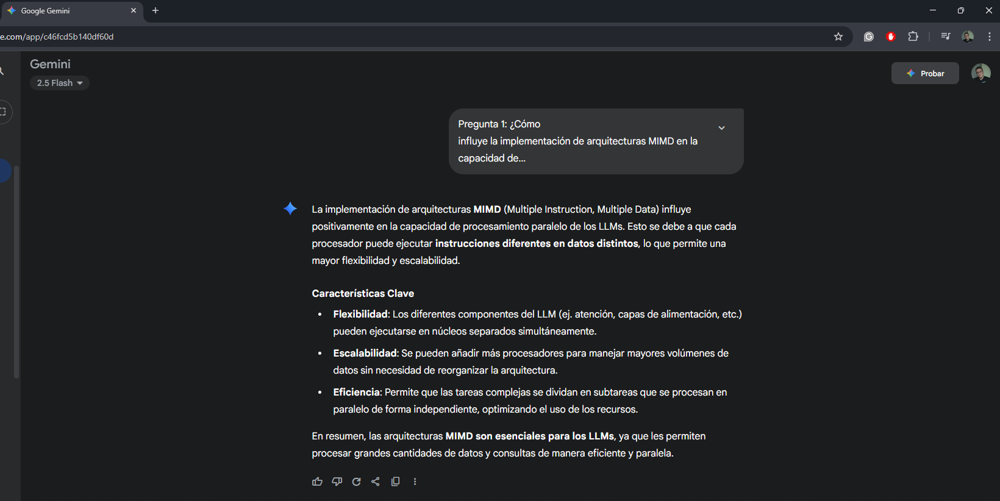 Google Gemini
e.com/app/c46fcd5b140df60d
Gemini
2.5 Flash
Probar
Pregunta 1: ¿Cómo
influye la implementación de arquitecturas MIMD en la
capacidad de...
La implementación de arquitecturas MIMD (Multiple Instruction, Multiple Data) influye
positivamente en la capacidad de procesamiento paralelo de los LLMs. Esto se debe a que cada
procesador puede ejecutar instrucciones diferentes en datos distintos, lo que permite una
mayor flexibilidad y escalabilidad.
Características Clave
• Flexibilidad: Los diferentes componentes del LLM (ej. atención, capas de alimentación, etc.)
pueden ejecutarse en núcleos separados simultáneamente.
• Escalabilidad: Se pueden añadir más procesadores para manejar mayores volúmenes de
datos sin necesidad de reorganizar la arquitectura.
• Eficiencia: Permite que las tareas complejas se dividan en subtareas que se procesan en
paralelo de forma independiente, optimizando el uso de los recursos.
En resumen, las arquitecturas MIMD son esenciales para los LLMs, ya que les permiten
procesar grandes cantidades de datos y consultas de manera eficiente y paralela.